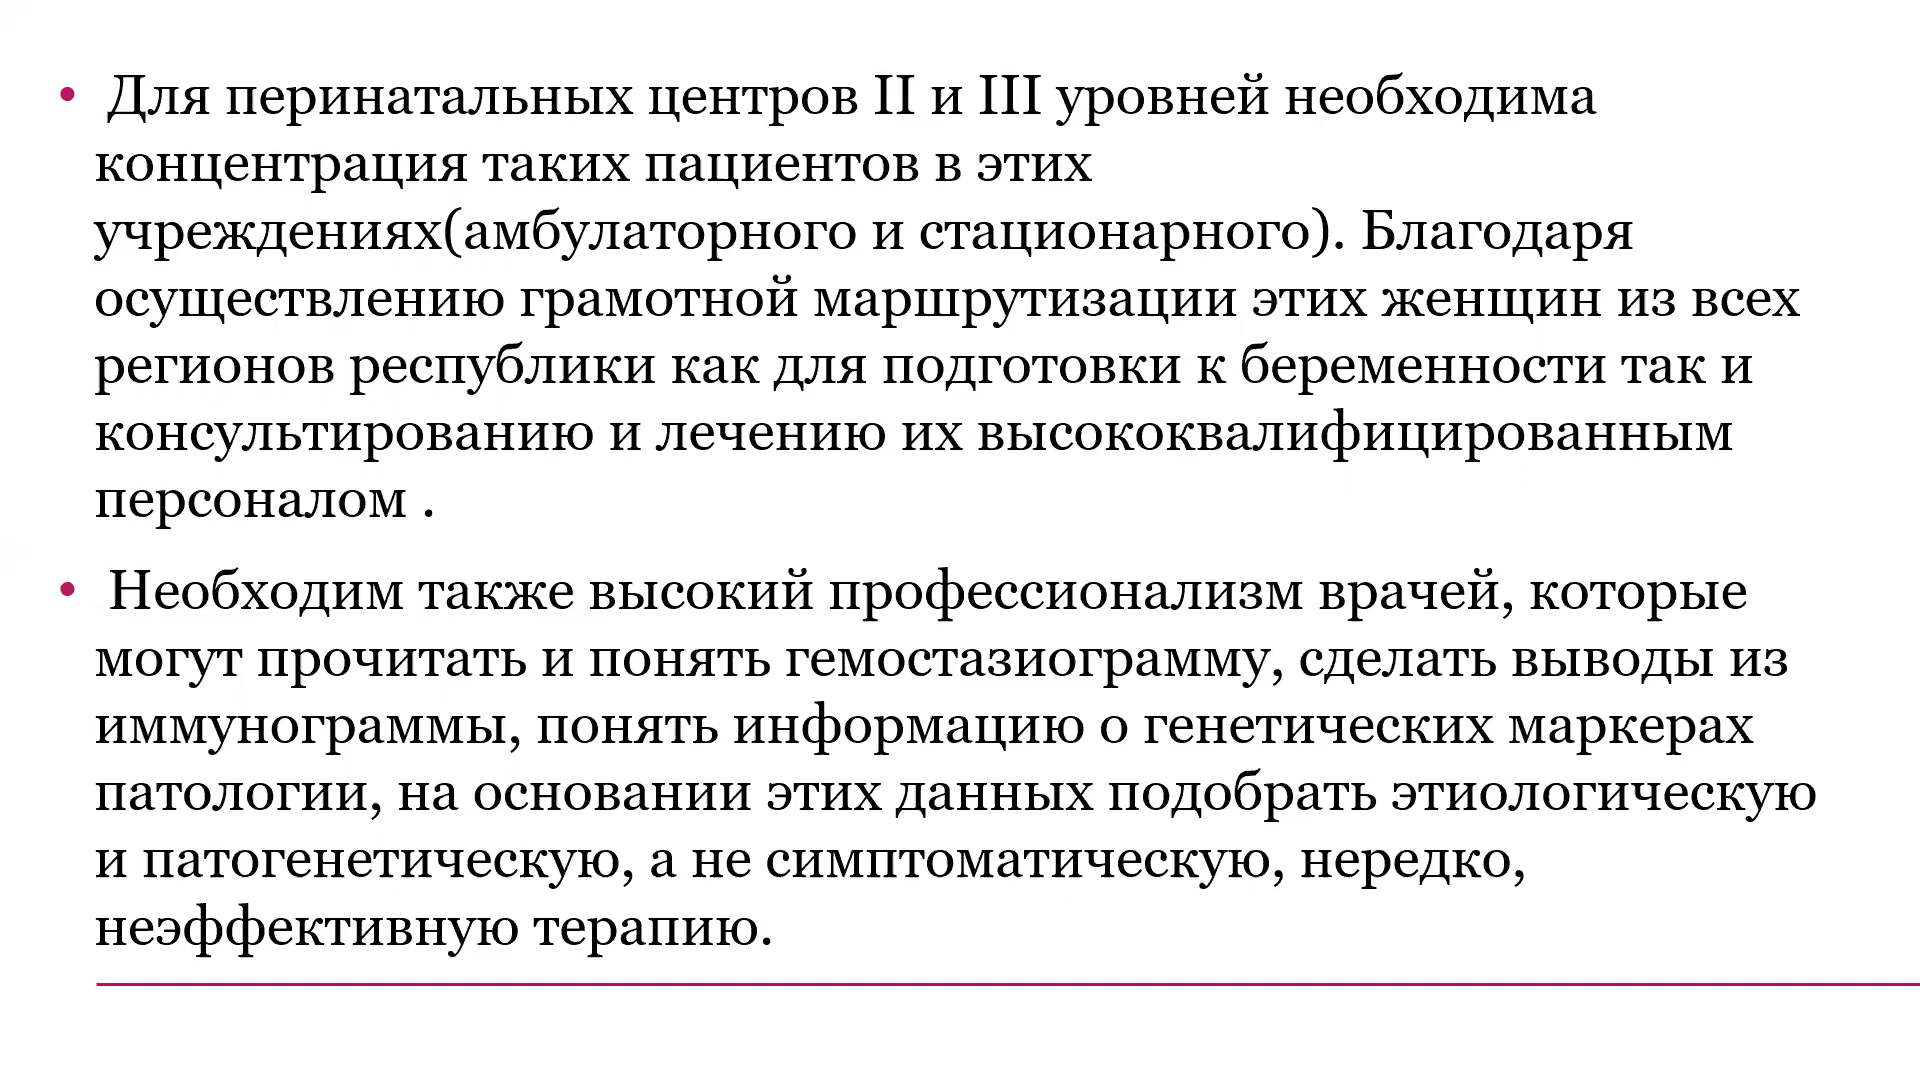 • Для перинатальных центров II и III уровней необходима
концентрация таких пациентов в этих
учреждениях(амбулаторного и стационарного). Благодаря
осуществлению грамотной маршрутизации этих женщин из всех
регионов республики как для подготовки к беременности так и
консультированию и лечению их высококвалифицированным
персоналом .
• Необходим также высокий профессионализм врачей, которые
могут прочитать и понять гемостазиограмму, сделать выводы из
иммунограммы, понять информацию о генетических маркерах
патологии, на основании этих данных подобрать этиологическую
и патогенетическую, а не симптоматическую, нередко,
неэффективную терапию.